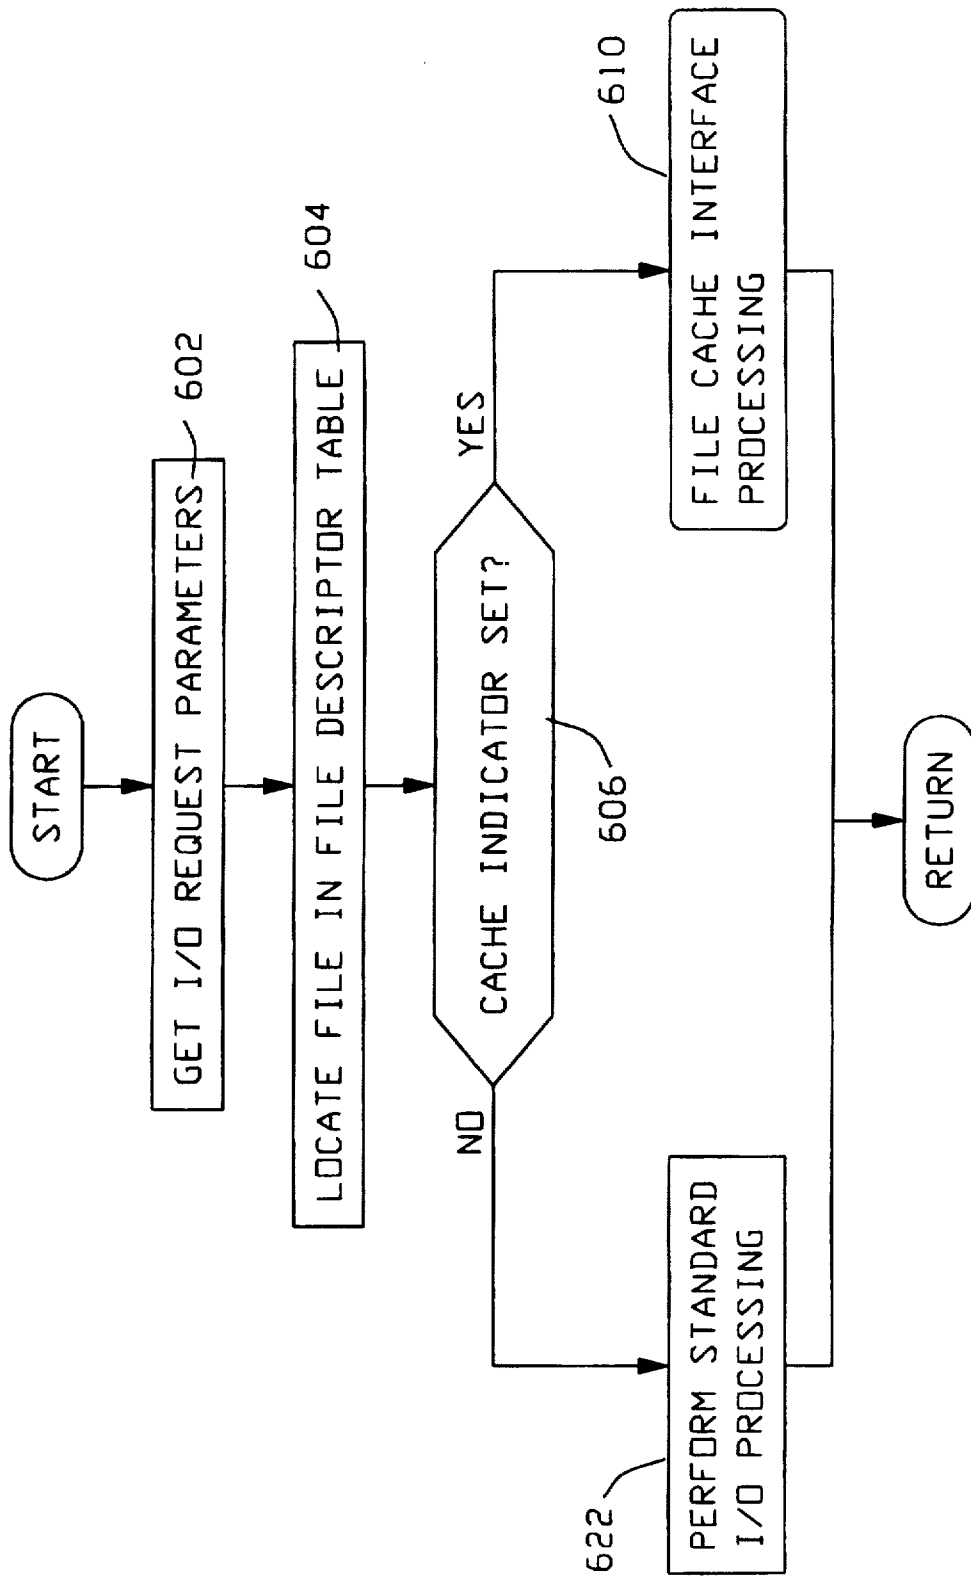 START
GET I/O REQUEST PARAMETERS
602
LOCATE FILE IN FILE DESCRIPTOR TABLE
604
CACHE INDICATOR SET?
606
NO
YES
622
PERFORM STANDARD
I/O PROCESSING
610
FILE CACHE INTERFACE
PROCESSING
RETURN